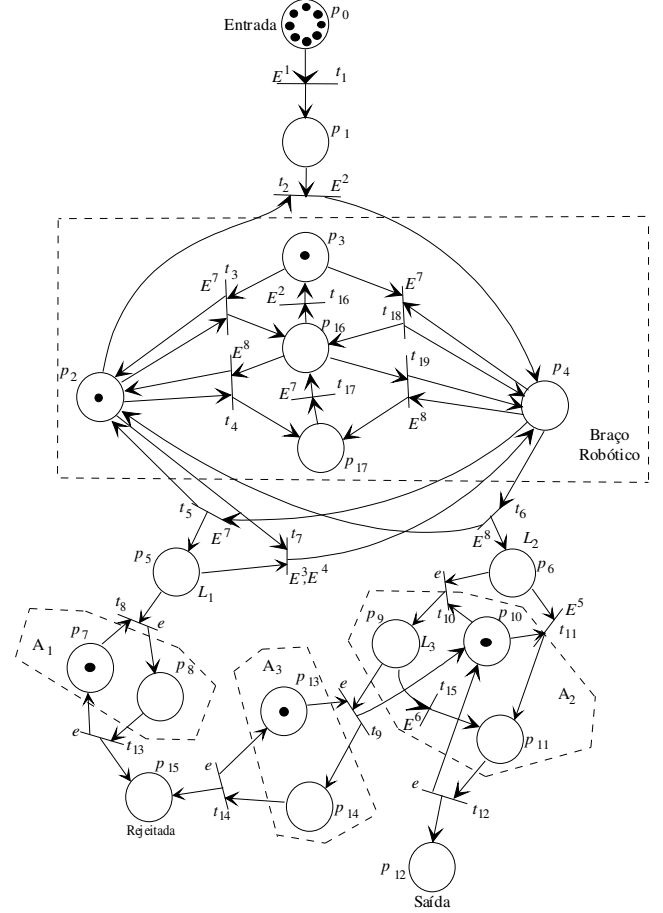 Entrada
p0
E1 t1
p1
t2 E2
p3
E7 t3
E7
E2 t16
p16
t18
E8
t19
p2
p4
E7 t17
t4
E8
p17
Braço
Robótico
t5
t6
E7
t7
E8
L2
p5
E3,E4
p6
L1
e
E5
t8
e
t10
p9
p10
t11
A1
p7
L3
A3
p8
p13
e
t15
A2
E6
t9
p11
e
t13
e
p15
e
t12
t14
p14
Rejeitada
p12
Saída